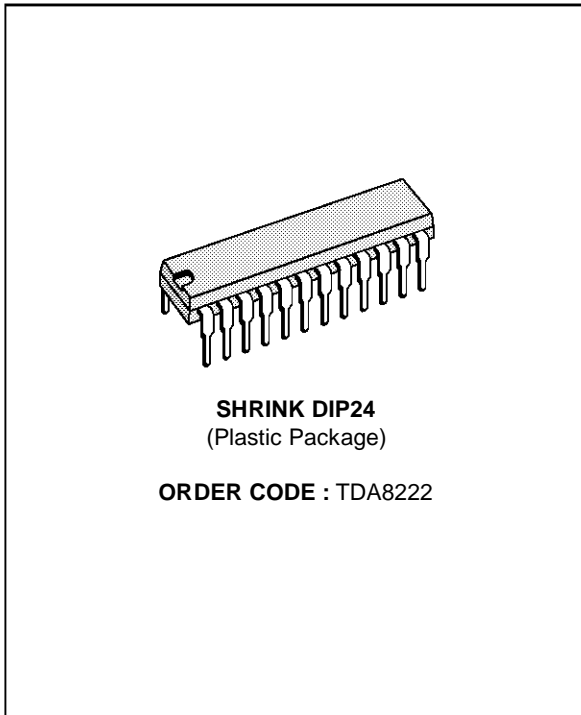 SHRINK DIP24
(Plastic Package)
ORDER CODE : TDA8222